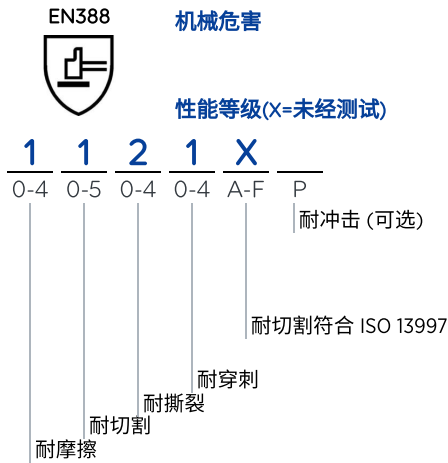 EN388
机械危害
性能等级(X=未经测试)
1 1 2 1 X
0-4 0-5 0-4 0-4 A-F P
耐冲击 (可选)
耐切割符合 ISO 13997
耐穿刺
耐撕裂
耐切割
耐摩擦